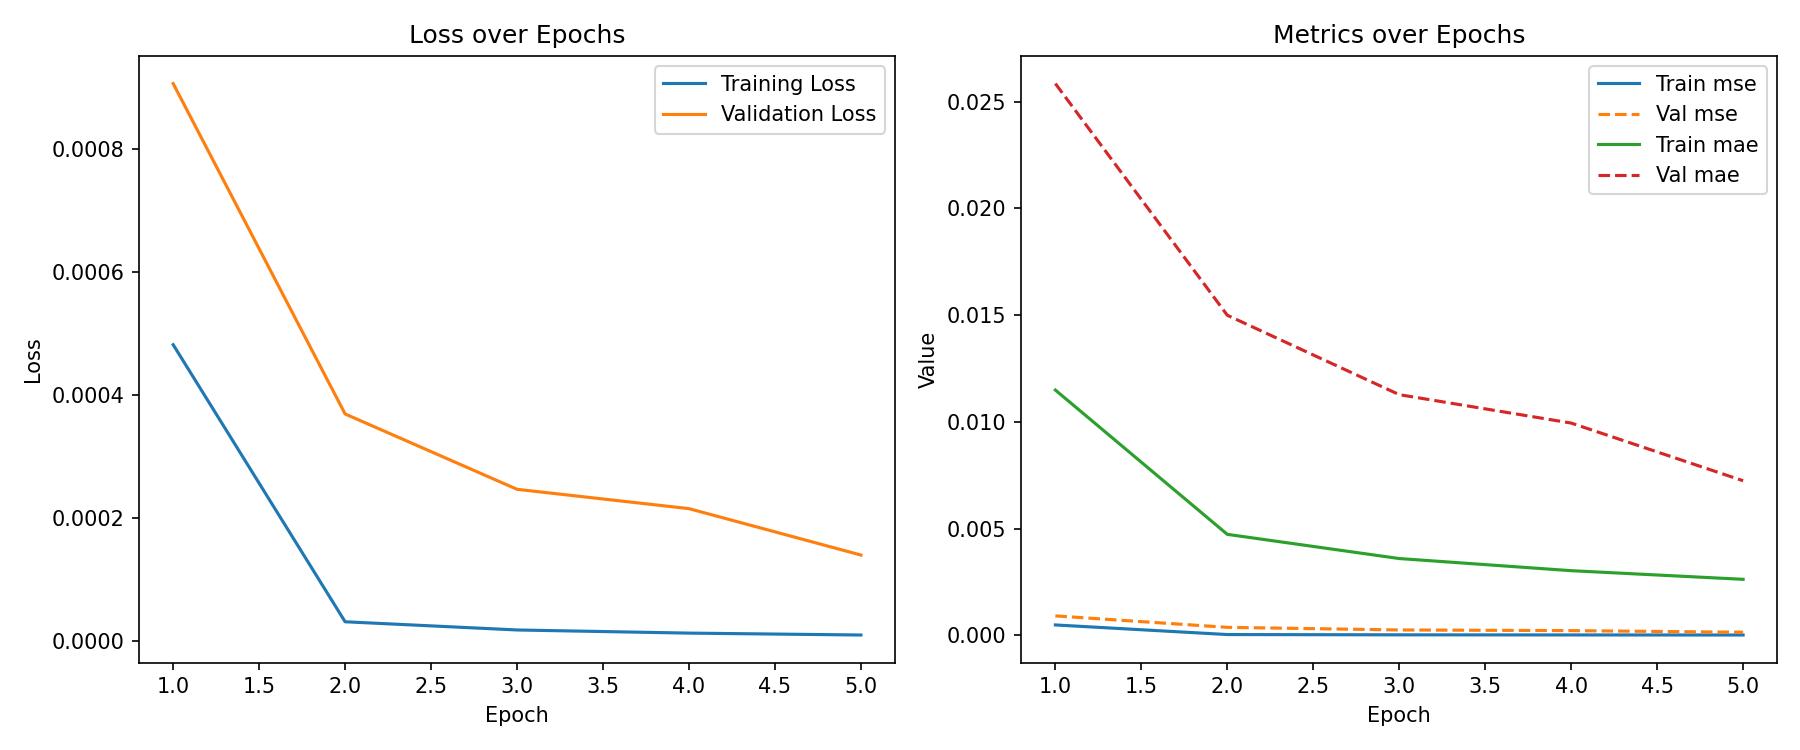 Loss over Epochs
Training Loss
Validation Loss
0.0008
0.0006
0.0004
0.0002
0.0000
Loss
1.0 1.5 2.0 2.5 3.0 3.5 4.0 4.5 5.0
Epoch
Metrics over Epochs
Train mse
Val mse
Train mae
Val mae
0.025
0.020
0.015
0.010
0.005
0.000
Value
1.0 1.5 2.0 2.5 3.0 3.5 4.0 4.5 5.0
Epoch